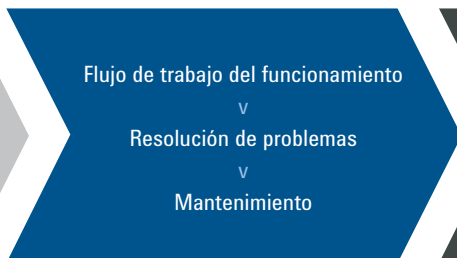 Flujo de trabajo del funcionamiento
v
Resolución de problemas
v
Mantenimiento